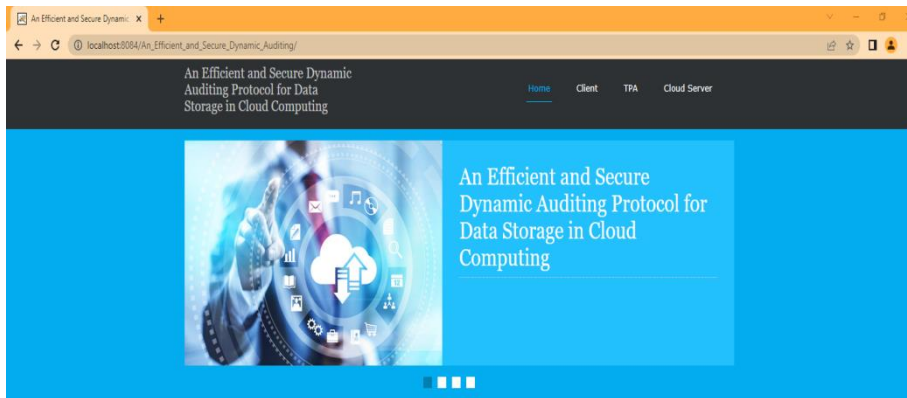 An Efficient and Secure Dynamic
localhost:8084/An_Efficient_and_Secure_Dynamic_Auditing/
An Efficient and Secure Dynamic
Auditing Protocol for Data
Storage in Cloud Computing
Home Client TPA Cloud Server
An Efficient and Secure
Dynamic Auditing Protocol for
Data Storage in Cloud
Computing